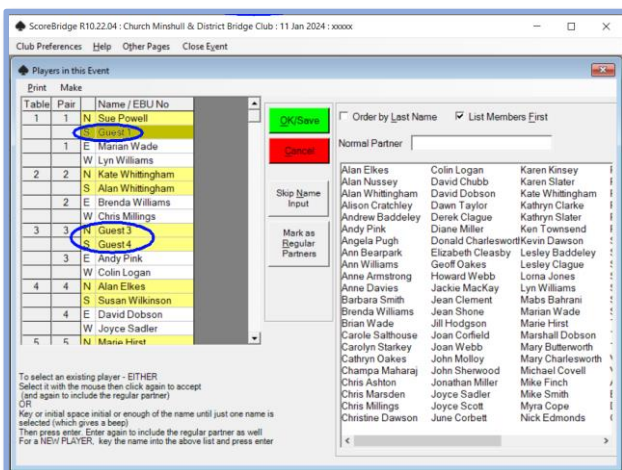 ScoreBridge R10.22.04 : Church Minshull & District Bridge Club : 11 Jan 2024 : xxxxx
Club Preferences Help Other Pages Close Event
Players in this Event
Print Make
Table Pair Name / EBU No
1 1 N Sue Powell
S Guest 1
1 E Marian Wade
W Lyn Williams
2 2 N Kate Whittingham
S Alan Whittingham
2 E Brenda Williams
W Chris Millings
3 3 N Guest 3
S Guest 4
3 E Andy Pink
W Colin Logan
4 4 N Alan Elkes
S Susan Wilkinson
4 E David Dobson
W Joyce Sadler
5 5 N Marie Hirst
OK/Save
Cancel
Skip Name
Input
Mark as
Regular
Partners
Order by Last Name List Members First
Normal Partner
Alan Elkes Colin Logan Karen Kinsey
Alan Nussey David Chubb Karen Slater
Alan Whittingham David Dobson Kate Whittingham
Alison Cratchley Dawn Taylor Kathryn Clarke
Andrew Baddeley Derek Clague Kathryn Slater
Andy Pink Diane Miller Ken Townsend
Angela Pugh Donald Charlesworth Kevin Dawson
Ann Bearpark Elizabeth Cleasby Lesley Baddeley
Ann Williams Geoff Oakes Lesley Clague
Anne Armstrong Howard Webb Lorna Jones
Anne Davies Jackie MacKay Lyn Williams
Barbara Smith Jean Clement Mabs Bahrani
Brenda Williams Jean Shone Marian Wade
Brian Wade Jill Hodgson Marie Hirst
Carole Salthouse Joan Corfield Marshall Dobson
Carolyn Starkey Joan Webb Mary Butterworth
Cathryn Oakes John Molloy Mary Charlesworth
Champa Maharaj John Sherwood Michael Covell
Chris Ashton Jonathan Miller Mike Finch
Chris Marsden Joyce Sadler Mike Smith
Chris Millings Joyce Scott Myra Cope
Christine Dawson June Corbett Nick Edmonds
To select an existing player - EITHER
Select it with the mouse then click again to accept
(and again to include the regular partner)
OR
Key or initial space initial or enough of the name until just one name is
selected (which gives a beep)
Then press enter. Enter again to include the regular partner as well
For a NEW PLAYER, key the name into the above list and press enter